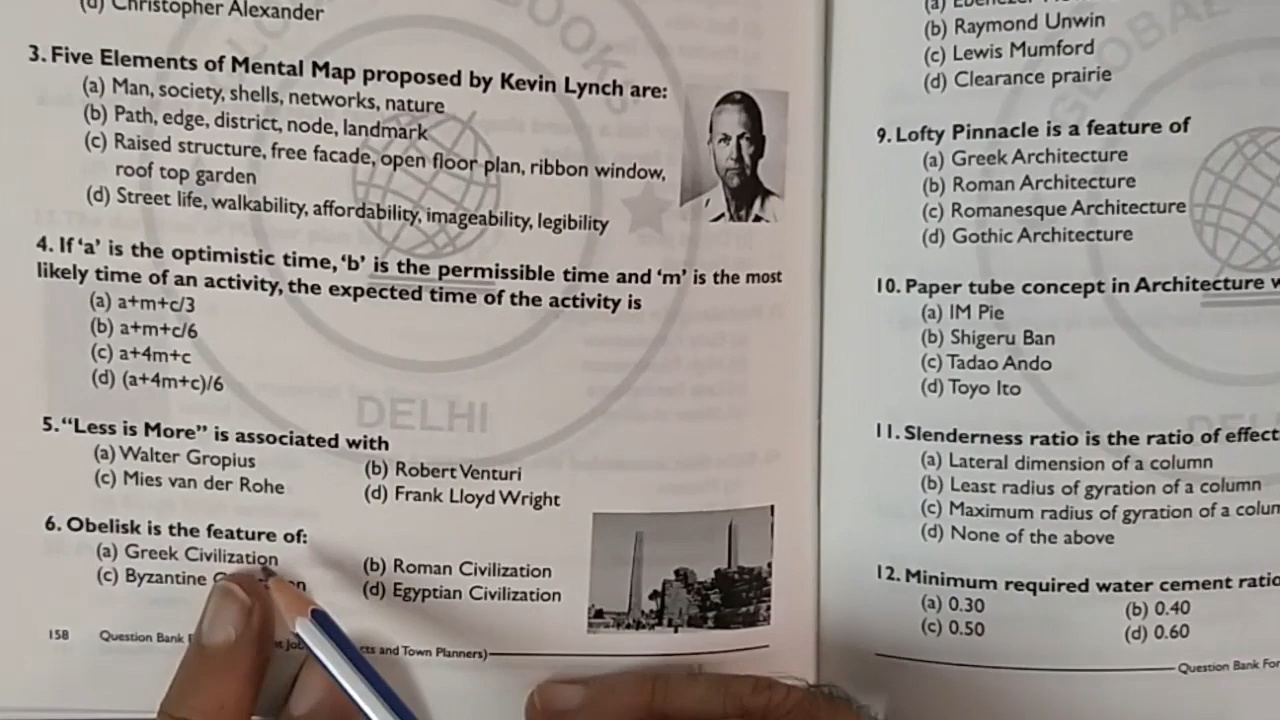 (d) Christopher Alexander
3. Five Elements of Mental Map proposed by Kevin Lynch are:
(a) Man, society, shells, networks, nature
(b) Path, edge, district, node, landmark
(c) Raised structure, free facade, open floor plan, ribbon window,
roof top garden
(d) Street life, walkability, affordability, imageability, legibility
4. If 'a' is the optimistic time, 'b' is the permissible time and 'm' is the most
likely time of an activity, the expected time of the activity is
(a) a+m+c/3
(b) a+m+c/6
(c) a+4m+c
(d) (a+4m+c)/6
DELHI
5. "Less is More" is associated with
(a) Walter Gropius
(b) Robert Venturi
(c) Mies van der Rohe
(d) Frank Lloyd Wright
6. Obelisk is the feature of:
(a) Greek Civilization
(b) Roman Civilization
(c) Byzantine
(d) Egyptian Civilization
158 Question Bank
and Town Planners)
(b) Raymond Unwin
(c) Lewis Mumford
(d) Clearance prairie
9. Lofty Pinnacle is a feature of
(a) Greek Architecture
(b) Roman Architecture
(c) Romanesque Architecture
(d) Gothic Architecture
10. Paper tube concept in Architecture
(a) IM Pie
(b) Shigeru Ban
(c) Tadao Ando
(d) Toyo Ito
11. Slenderness ratio is the ratio of effect
(a) Lateral dimension of a column
(b) Least radius of gyration of a column
(c) Maximum radius of gyration of a colum
(d) None of the above
12. Minimum required water cement ratio
(a) 0.30
(b) 0.40
(c) 0.50
(d) 0.60
Question Bank For